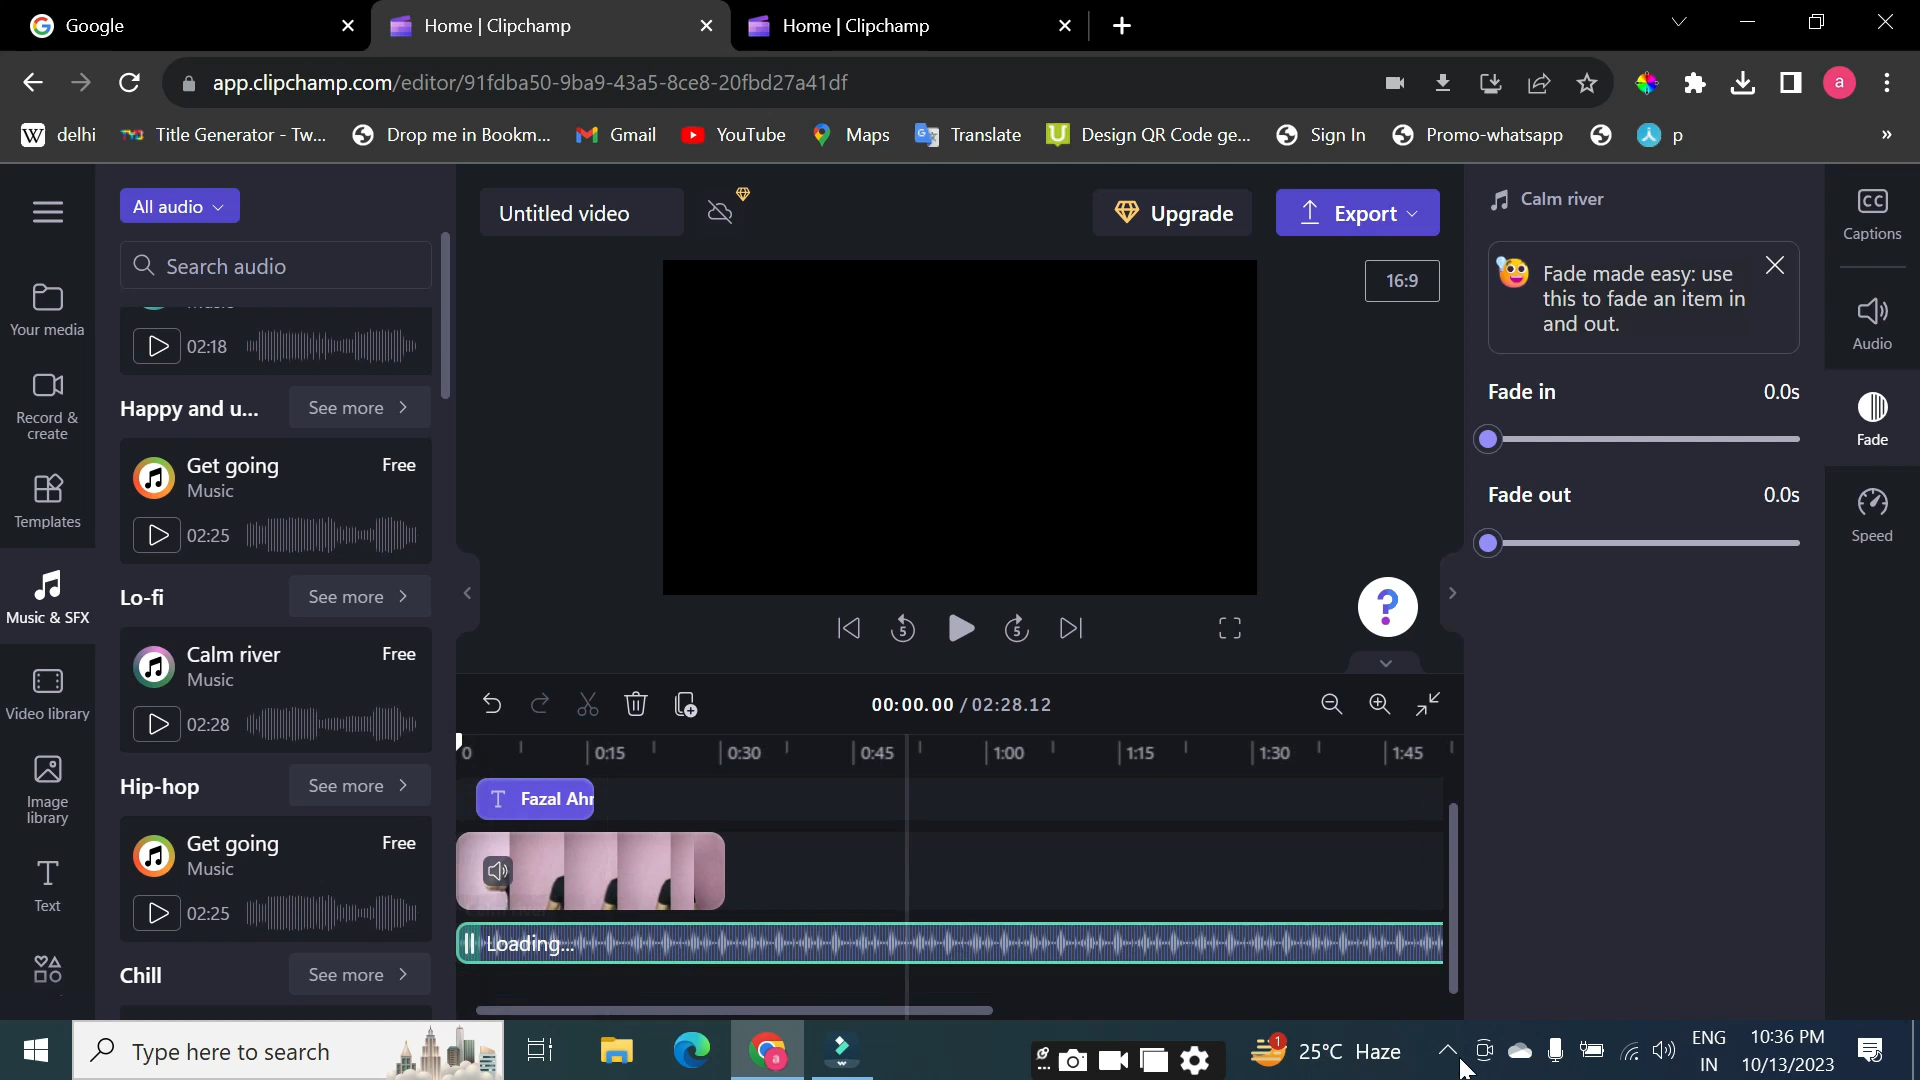 Google
Home | Clipchamp
Home | Clipchamp
app.clipchamp.com/editor/91fdba50-9ba9-43a5-8ce8-20fbd27a41df
a
W delhi
Title Generator - Tw...
Drop me in Bookm...
Gmail
YouTube
Maps
Translate
Design QR Code ge...
Sign In
Promo-whatsapp
p
»
Your media
Record &
create
Templates
Music & SFX
Video library
Image
library
Text
All audio
Search audio
02:18
Happy and u...
See more
Get going
Free
Music
02:25
Lo-fi
See more
Calm river
Free
Music
02:28
Hip-hop
See more
Get going
Free
Music
02:25
Chill
See more
Untitled video
Upgrade
Export
16:9
5
5
?
00:00.00 / 02:28.12
0
0:15
0:30
0:45
1:00
1:15
1:30
1:45
T
Loading...
Calm river
Fade made easy: use
this to fade an item in
and out.
Fade in
0.0s
Fade out
0.0s
CC
Captions
Audio
Fade
Speed
Type here to search
a
1
25°C Haze
ENG
IN
10:36 PM
10/13/2023